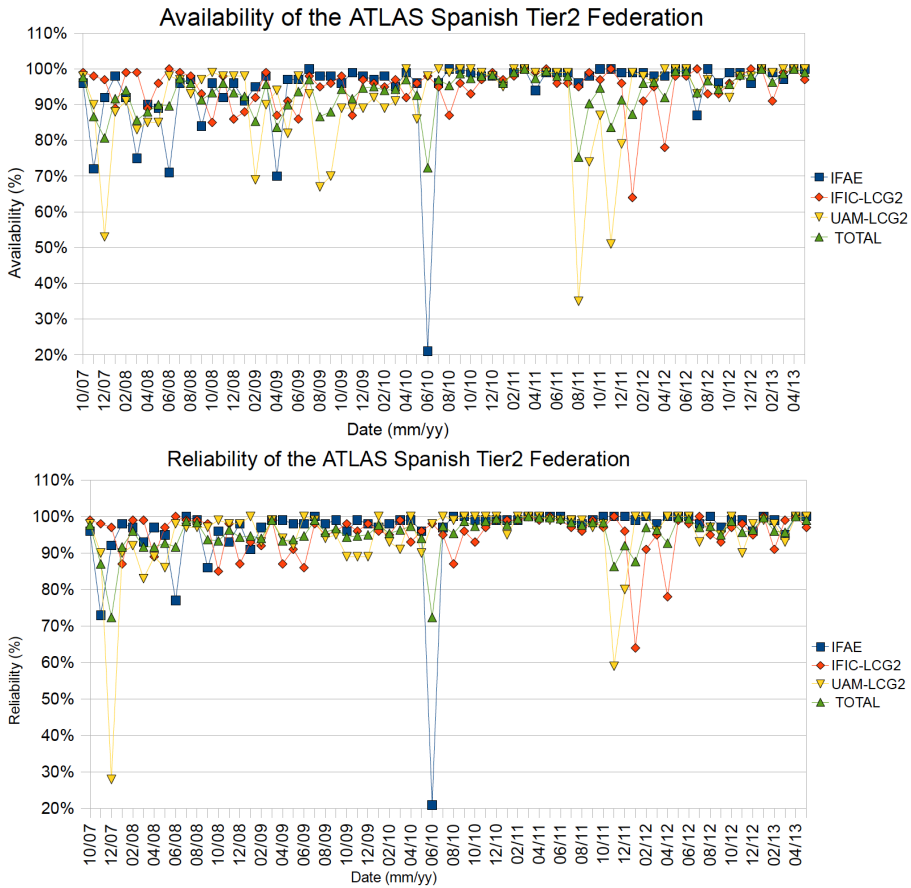 Availability of the ATLAS Spanish Tier2 Federation
110%
100%
90%
80%
70%
60%
50%
40%
30%
20%
Availability (%)
IFAE
IFIC-LCG2
UAM-LCG2
TOTAL
10/07 12/07 02/08 04/08 06/08 08/08 10/08 12/08 02/09 04/09 06/09 08/09 10/09 12/09 02/10 04/10 06/10 08/10 10/10 12/10 02/11 04/11 06/11 08/11 10/11 12/11 02/12 04/12 06/12 08/12 10/12 12/12 02/13 04/13
Date (mm/yy)
Reliability of the ATLAS Spanish Tier2 Federation
110%
100%
90%
80%
70%
60%
50%
40%
30%
20%
Reliability (%)
IFAE
IFIC-LCG2
UAM-LCG2
TOTAL
10/07 12/07 02/08 04/08 06/08 08/08 10/08 12/08 02/09 04/09 06/09 08/09 10/09 12/09 02/10 04/10 06/10 08/10 10/10 12/10 02/11 04/11 06/11 08/11 10/11 12/11 02/12 04/12 06/12 08/12 10/12 12/12 02/13 04/13
Date (mm/yy)